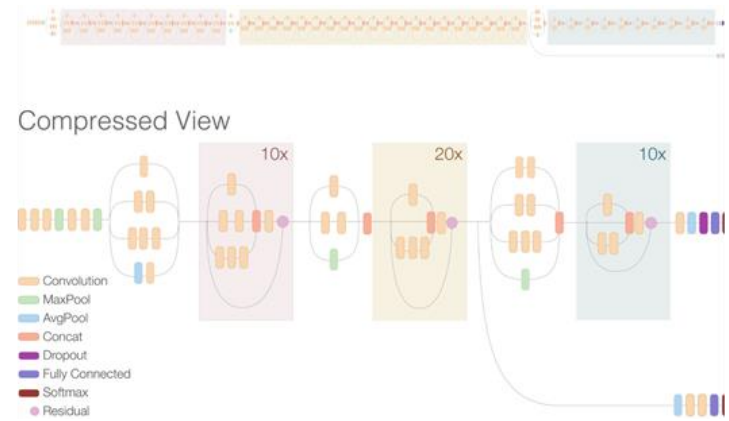 Compressed View
10x
20x
10x
Convolution
MaxPool
AvgPool
Concat
Dropout
Fully Connected
Softmax
Residual